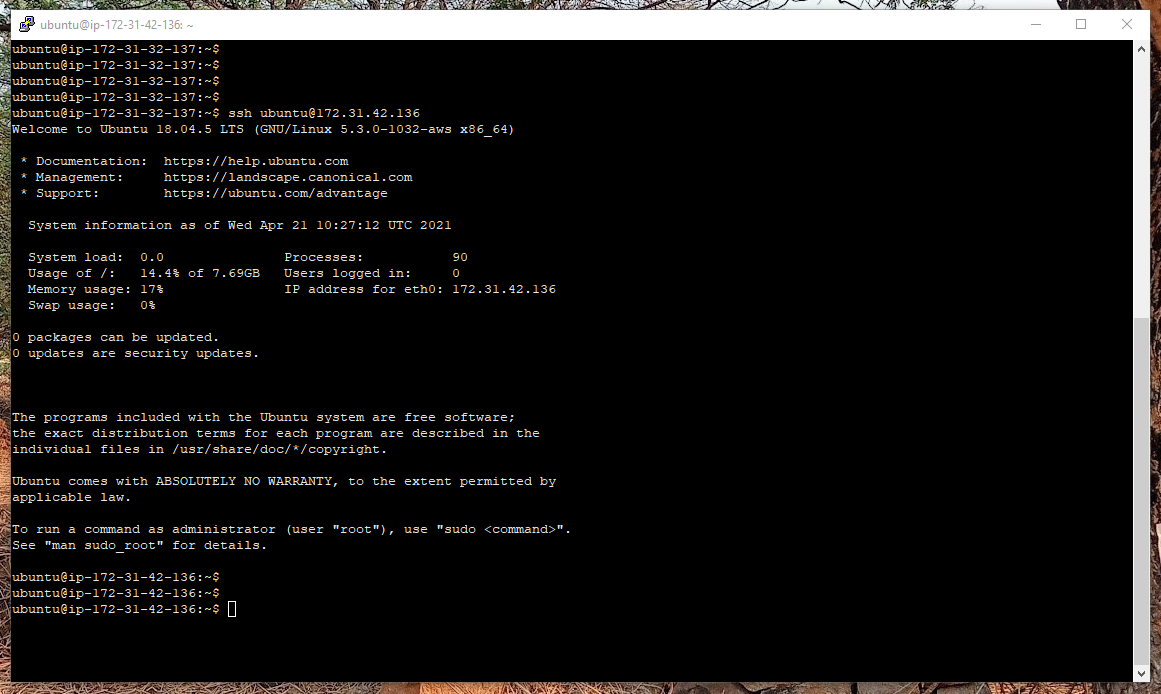 ubuntu@ip-172-31-42-136: ~
ubuntu@ip-172-31-32-137:~$
ubuntu@ip-172-31-32-137:~$
ubuntu@ip-172-31-32-137:~$
ubuntu@ip-172-31-32-137:~$
ubuntu@ip-172-31-32-137:~$ ssh ubuntu@172.31.42.136
Welcome to Ubuntu 18.04.5 LTS (GNU/Linux 5.3.0-1032-aws x86_64)
* Documentation:  https://help.ubuntu.com
* Management:     https://landscape.canonical.com
* Support:        https://ubuntu.com/advantage
System information as of Wed Apr 21 10:27:12 UTC 2021
System load:  0.0               Processes:           90
Usage of /:   14.4% of 7.69GB   Users logged in:     0
Memory usage: 17%               IP address for eth0: 172.31.42.136
Swap usage:   0%
0 packages can be updated.
0 updates are security updates.
The programs included with the Ubuntu system are free software;
the exact distribution terms for each program are described in the
individual files in /usr/share/doc/*/copyright.
Ubuntu comes with ABSOLUTELY NO WARRANTY, to the extent permitted by
applicable law.
To run a command as administrator (user "root"), use "sudo <command>".
See "man sudo_root" for details.
ubuntu@ip-172-31-42-136:~$
ubuntu@ip-172-31-42-136:~$
ubuntu@ip-172-31-42-136:~$